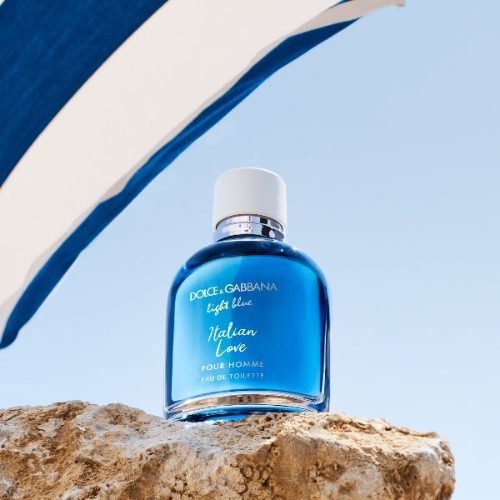 DOLCE & GABBANA
light blue
Italian
Love
POUR HOMME
EAU DE TOILETTE